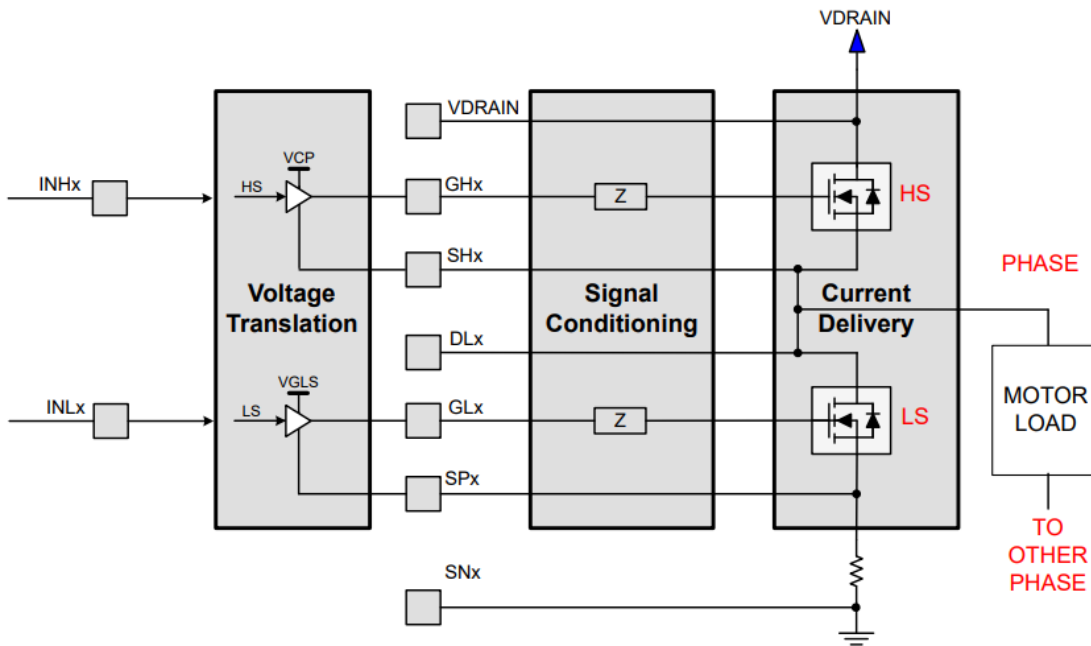 VDRAIN
VDRAIN
VCP
INHx
HS
GHx
Z
HS
SHx
PHASE
Voltage
Translation
Signal
Conditioning
Current
Delivery
DLx
VGLS
INLx
LS
GLx
Z
LS
MOTOR
LOAD
SPx
TO
OTHER
PHASE
SNx